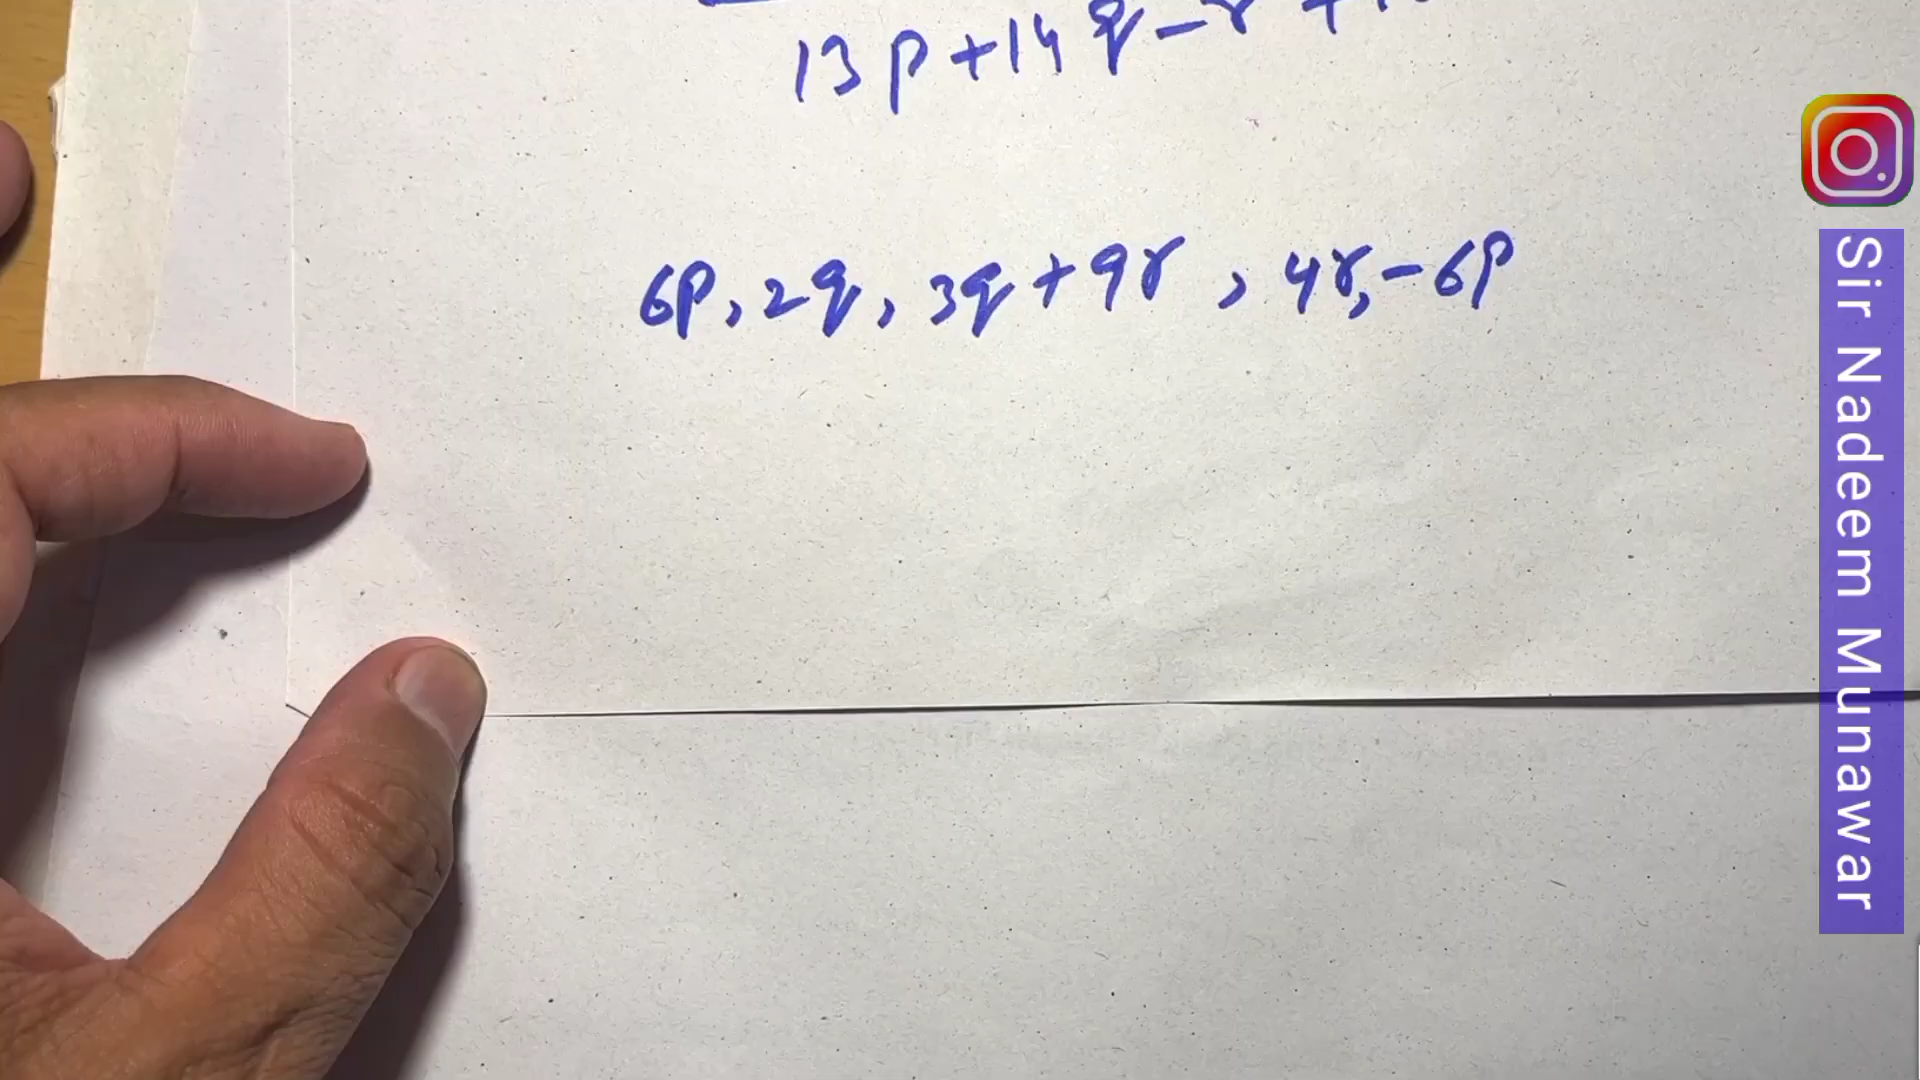 13p+14q-r+
6p, 2q, 3q+9r, 4r, -6p
Sir Nadeem Munawar